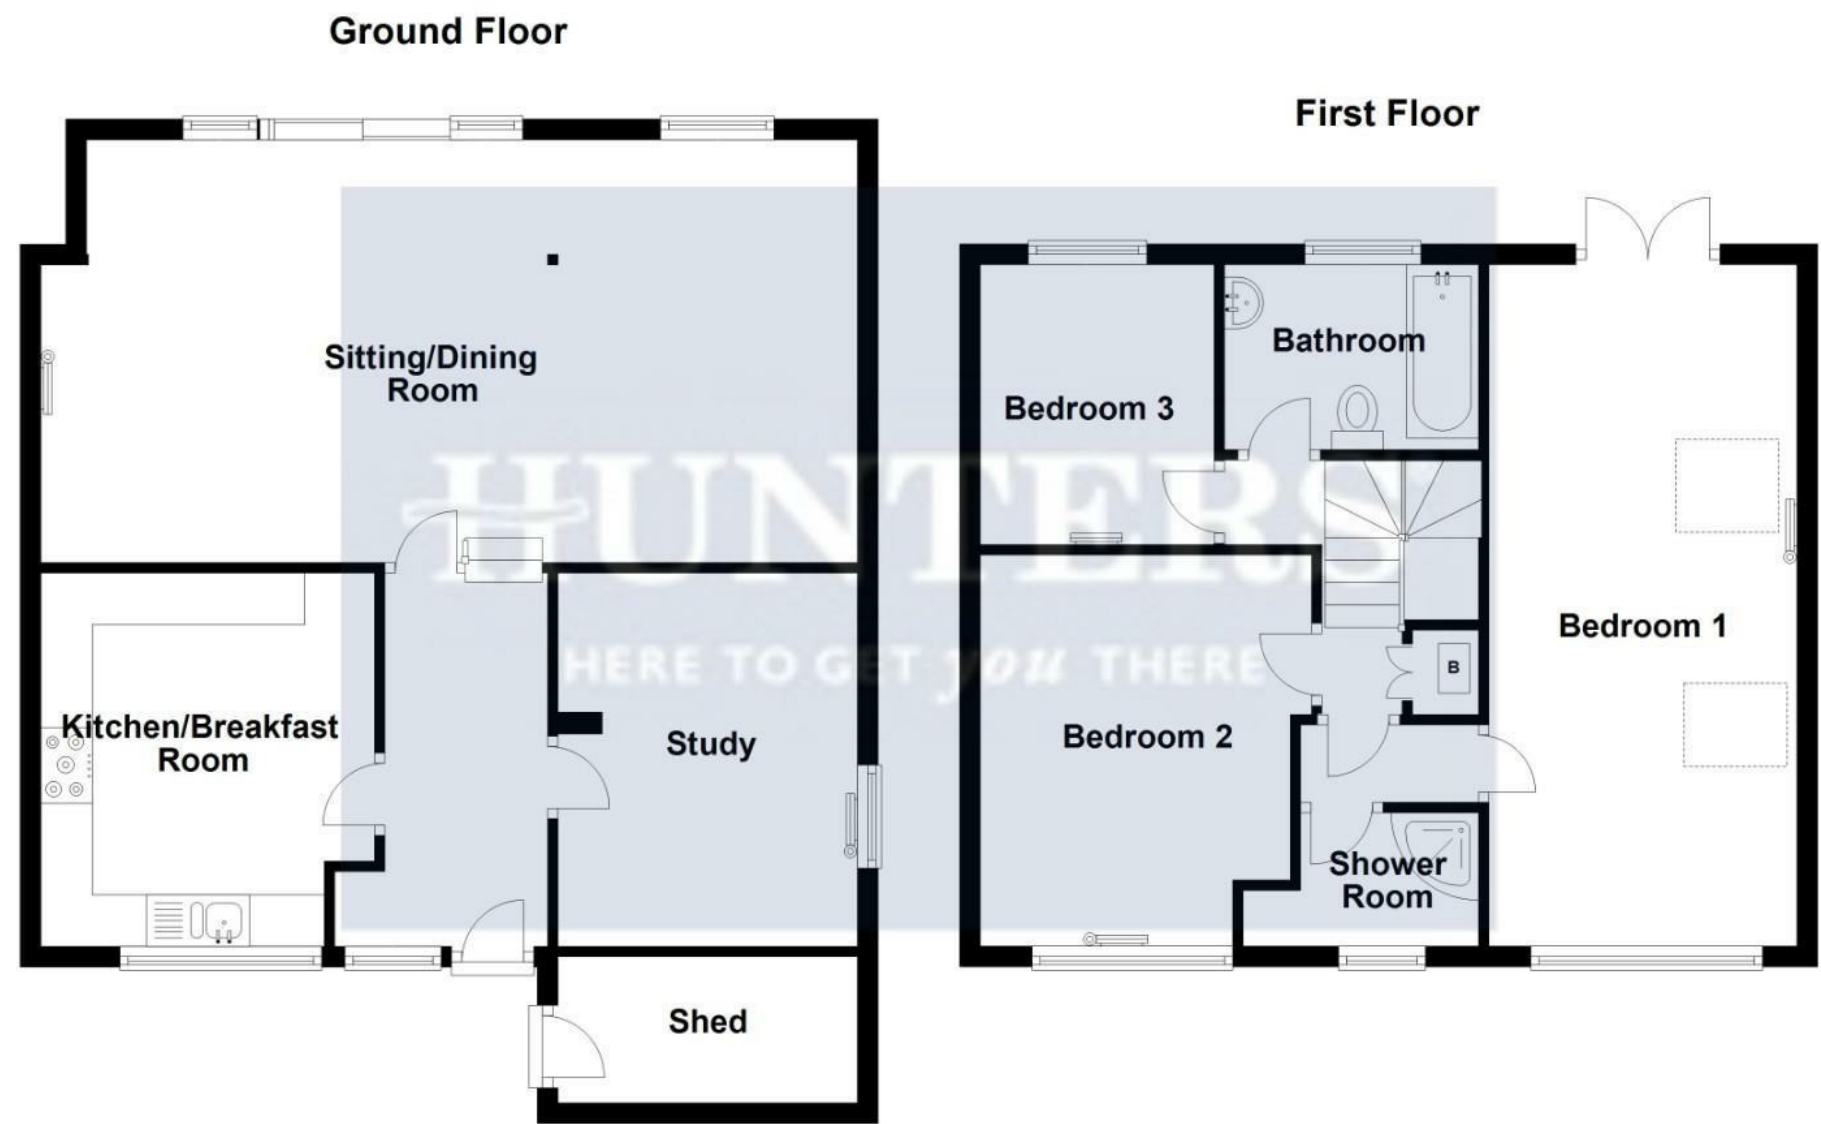 Ground Floor
Sitting/Dining
Room
Kitchen/Breakfast
Room
Study
Shed
First Floor
Bedroom 3
Bathroom
Bedroom 1
Bedroom 2
B
Shower
Room
HUNTERS
HERE TO GET you THERE